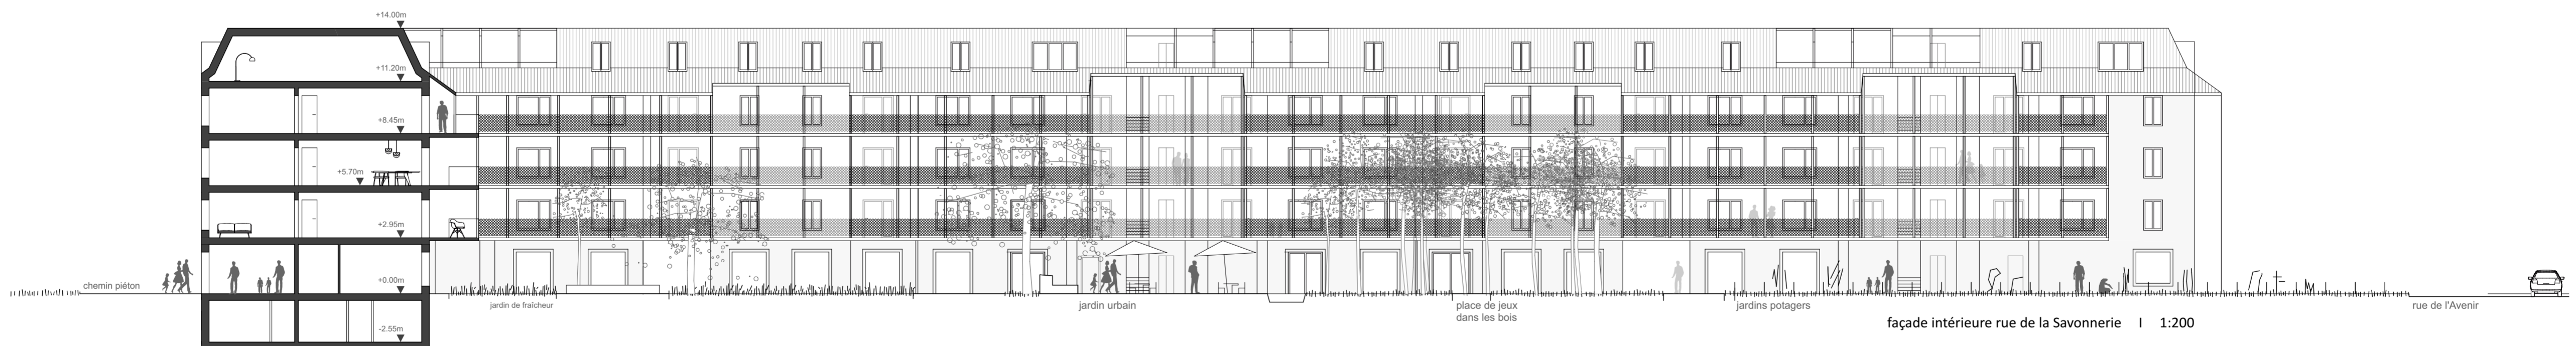 +14.00m
+11.20m
+8.45m
+5.70m
+2.95m
+0.00m
-2.55m
chemin piéton
jardin de fraîcheur
jardin urbain
place de jeux
dans les bois
jardins potagers
rue de l'Avenir
façade intérieure rue de la Savonnerie I 1:200